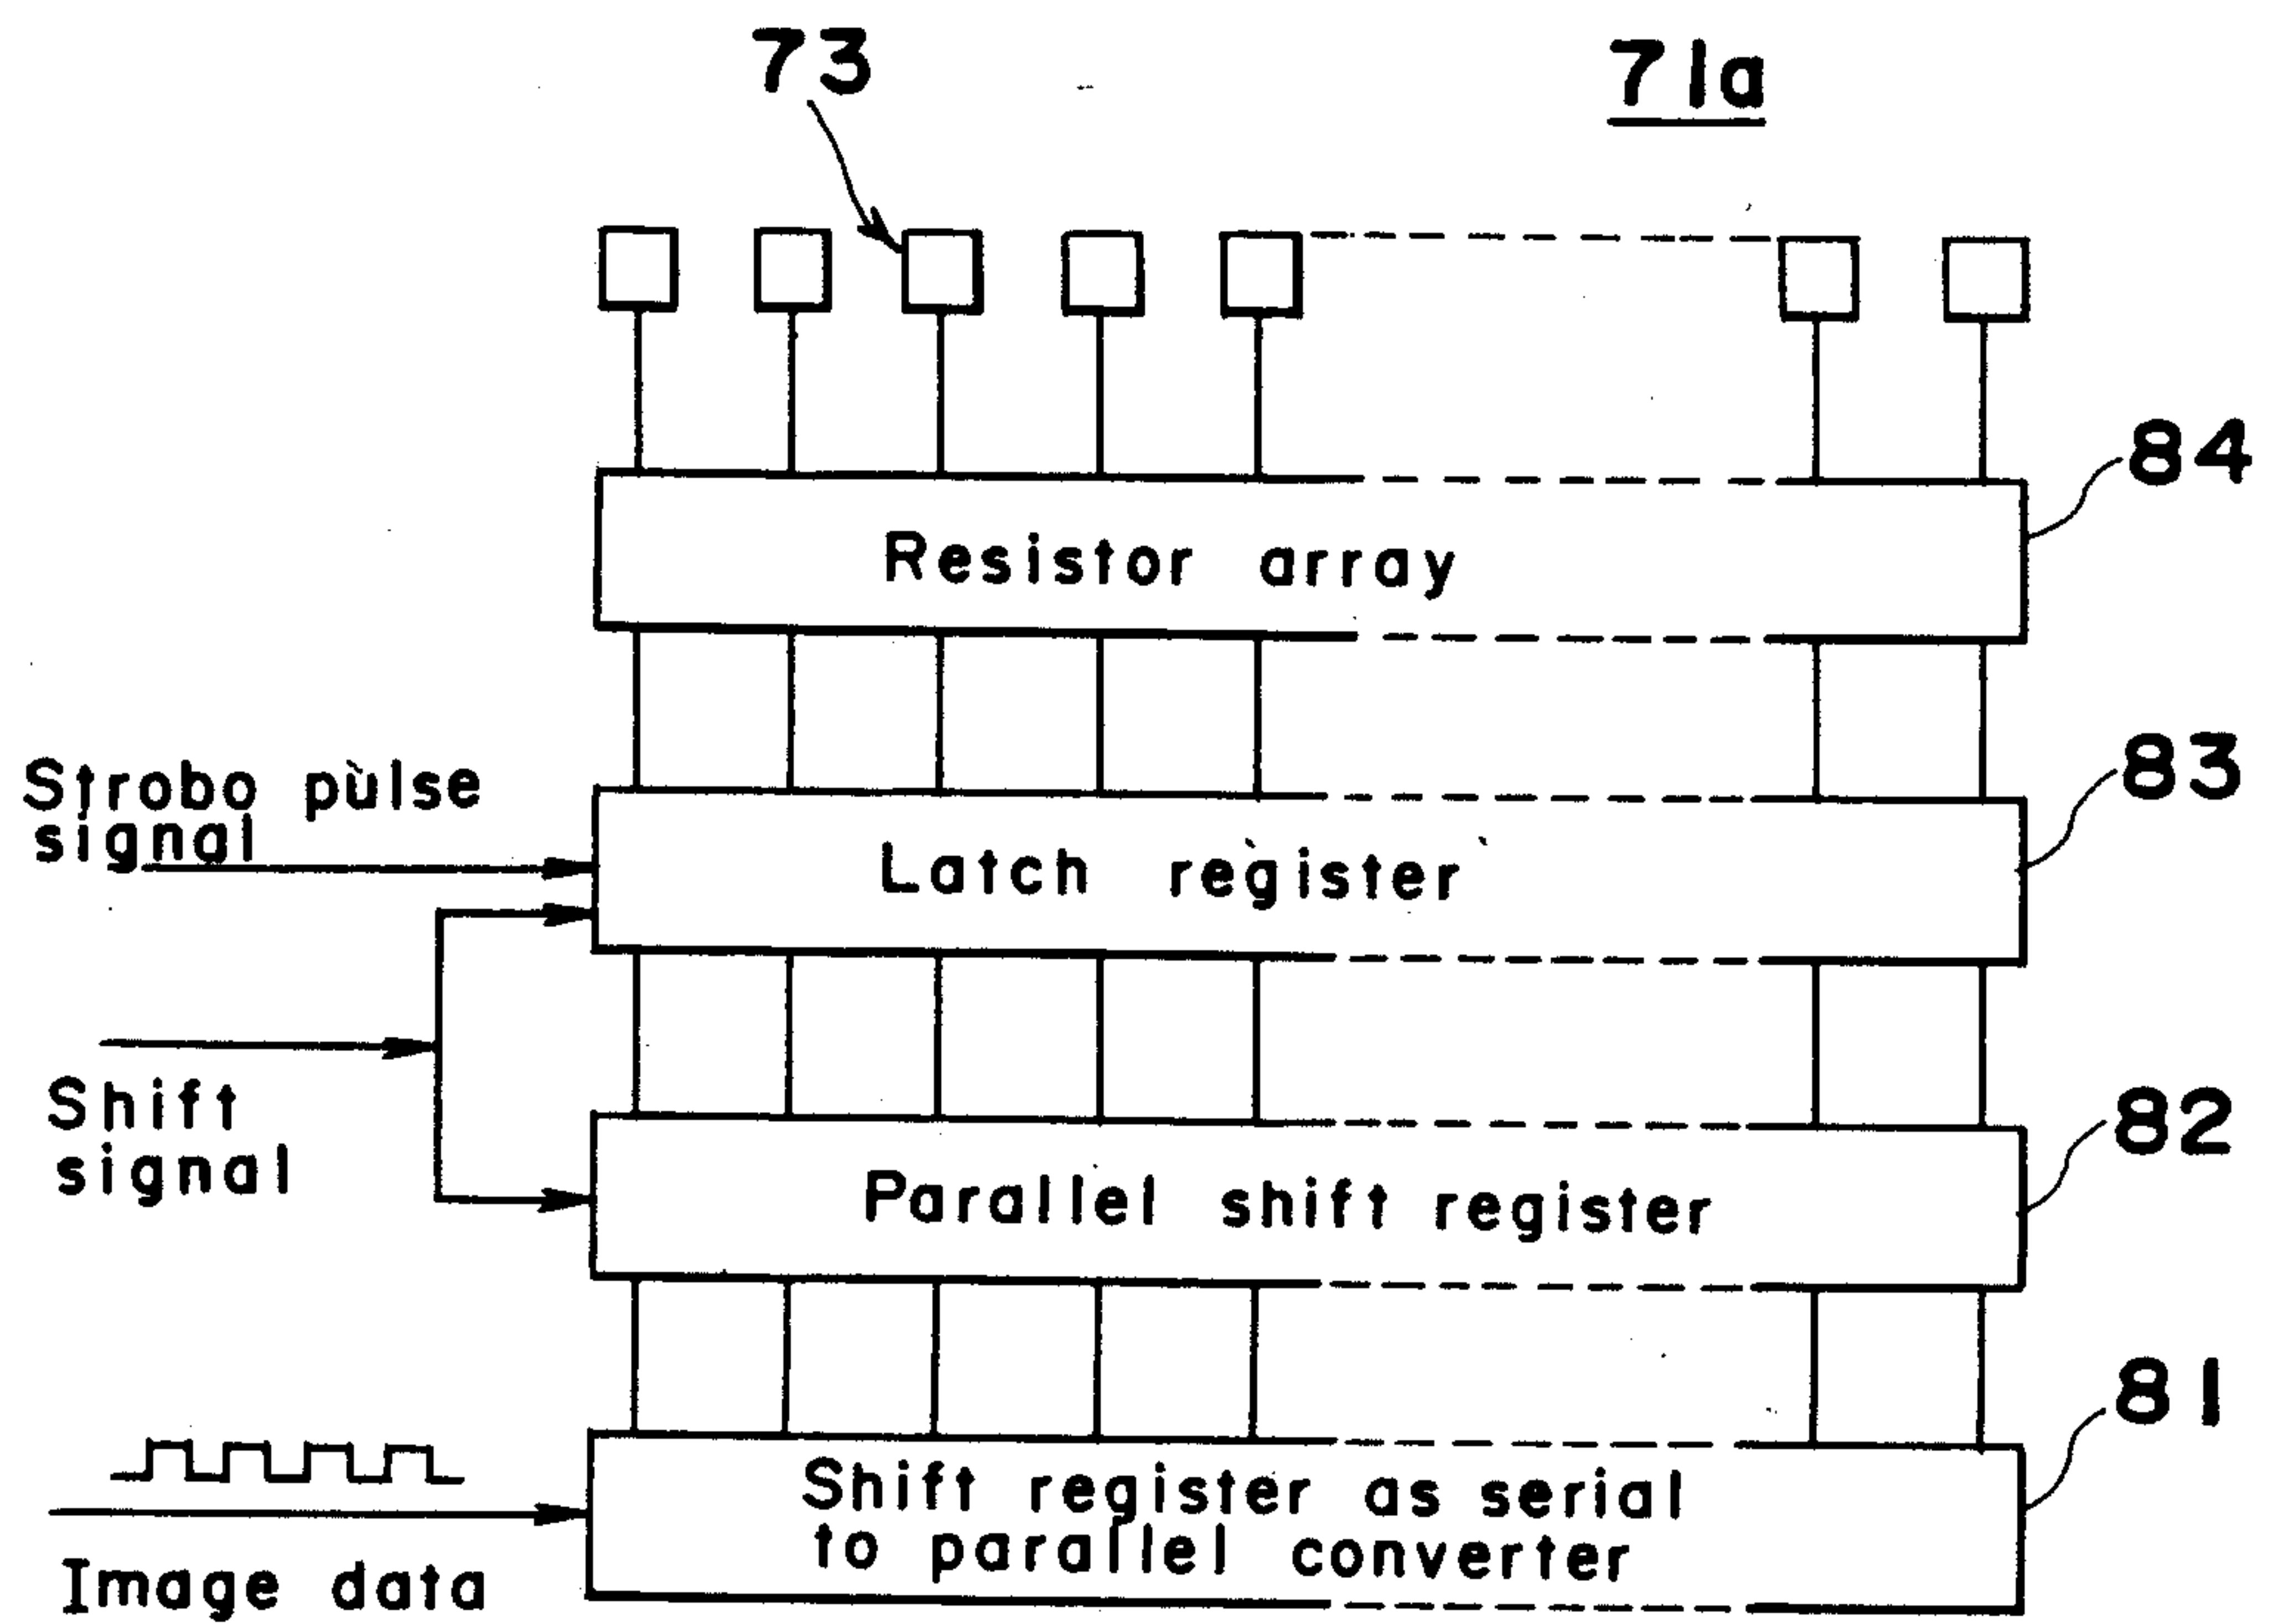 73
71a
84
Resistor array
83
Strobo pulse
signal
Latch register
Shift
signal
82
Parallel shift register
81
Shift register as serial
to parallel converter
Image data